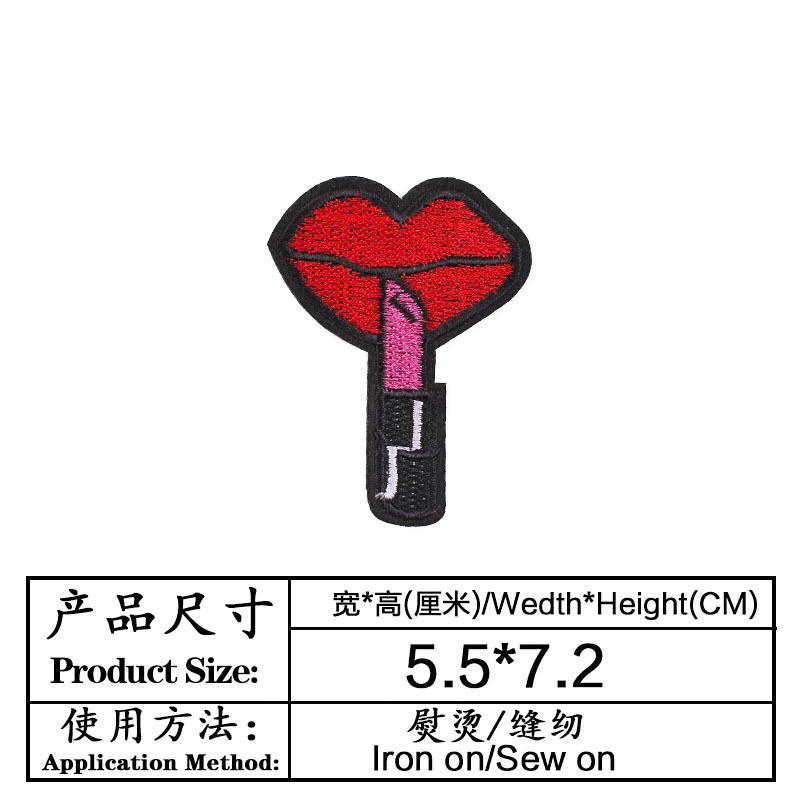 产品尺寸
Product Size:
宽*高(厘米)/Wedth*Height(CM)
5.5*7.2
使用方法：
Application Method:
熨烫/缝纫
Iron on/Sew on